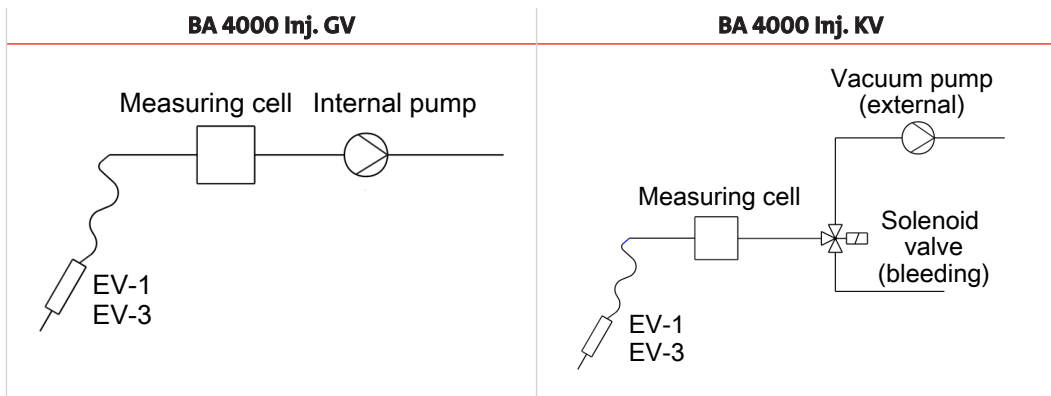 BA 4000 Inj. GV
Measuring cell
Internal pump
EV-1
EV-3
BA 4000 Inj. KV
Vacuum pump
(external)
Measuring cell
Solenoid
valve
(bleeding)
EV-1
EV-3